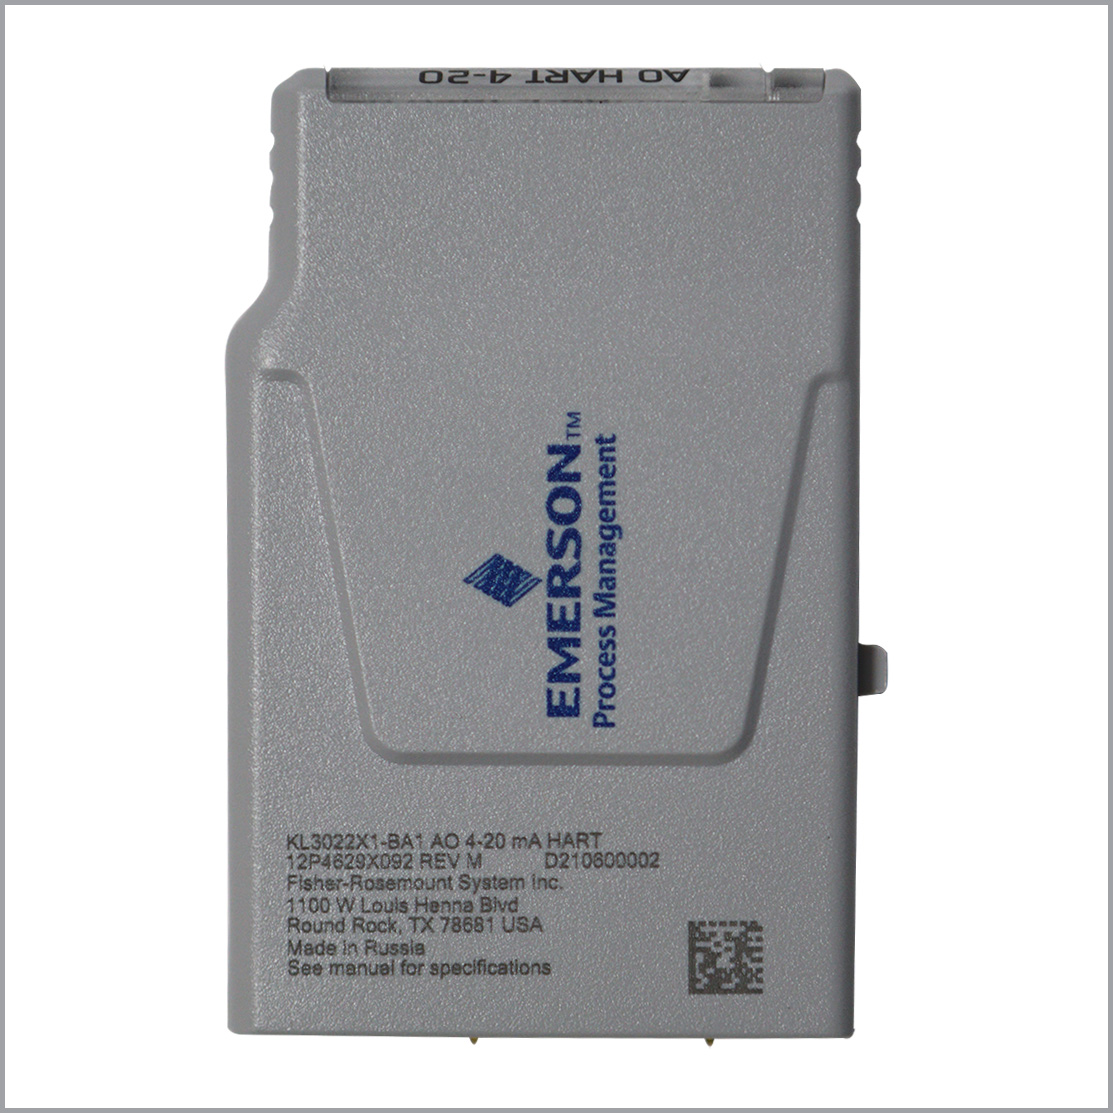 AO HART 4-20
EMERSON™
Process Management
KL3022X1-BA1 AO 4-20 mA HART
12P4629X092 REV M D210600002
Fisher-Rosemount System Inc.
1100 W Louis Henna Blvd
Round Rock, TX 78681 USA
Made in Russia
See manual for specifications